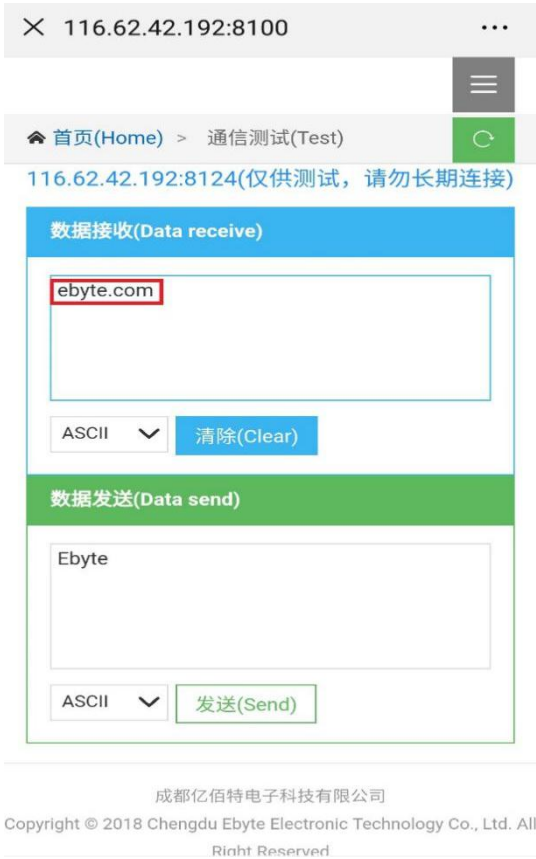 116.62.42.192:8100
首页(Home) > 通信测试(Test)
116.62.42.192:8124(仅供测试，请勿长期连接)
数据接收(Data receive)
ebyte.com
ASCII
清除(Clear)
数据发送(Data send)
Ebyte
ASCII
发送(Send)
成都亿佰特电子科技有限公司
Copyright © 2018 Chengdu Ebyte Electronic Technology Co., Ltd. All
Right Reserved